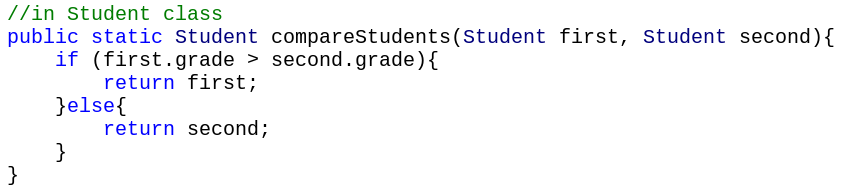 //in Student class
public static Student compareStudents(Student first, Student second){
    if (first.grade > second.grade){
        return first;
    }else{
        return second;
    }
}